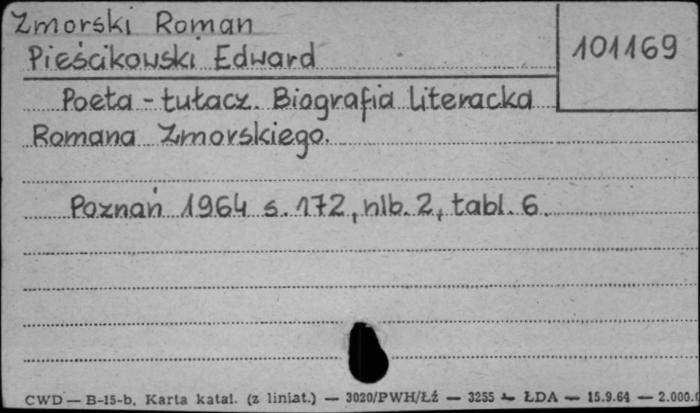 Zmorski Roman
Pieścikowski Edward
101169
Poeta - tułacz. Biografia literacka
Romana Zmorskiego.
Poznań 1964 s. 172, nlb. 2, tabl. 6.
CWD — B-15-b, Karta katal. (z liniat.) — 3020/PWH/Łź — 3255 — ŁDA — 15.9.64 — 2.000.